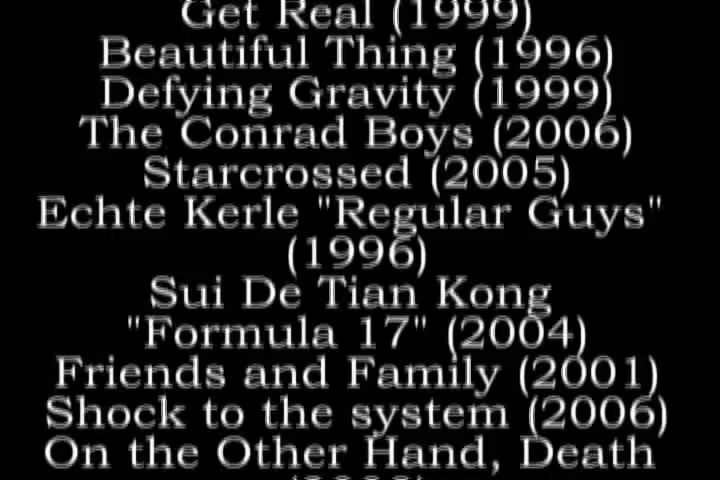 Get Real (1999)
Beautiful Thing (1996)
Defying Gravity (1999)
The Conrad Boys (2006)
Starcrossed (2005)
Echte Kerle "Regular Guys"
(1996)
Sui De Tian Kong
"Formula 17" (2004)
Friends and Family (2001)
Shock to the system (2006)
On the Other Hand, Death